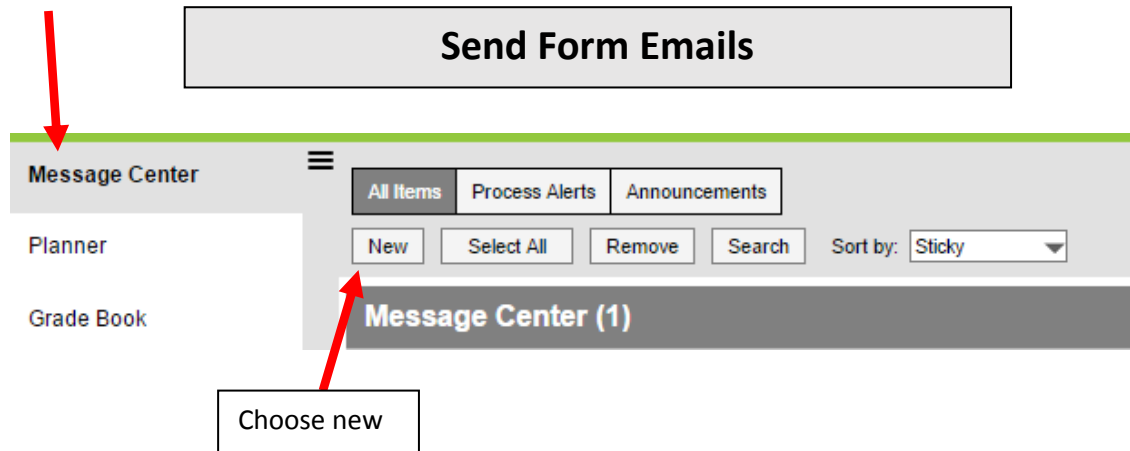 Send Form Emails
Message Center
All Items Process Alerts Announcements
Planner
New Select All Remove Search Sort by: Sticky
Grade Book
Message Center (1)
Choose new